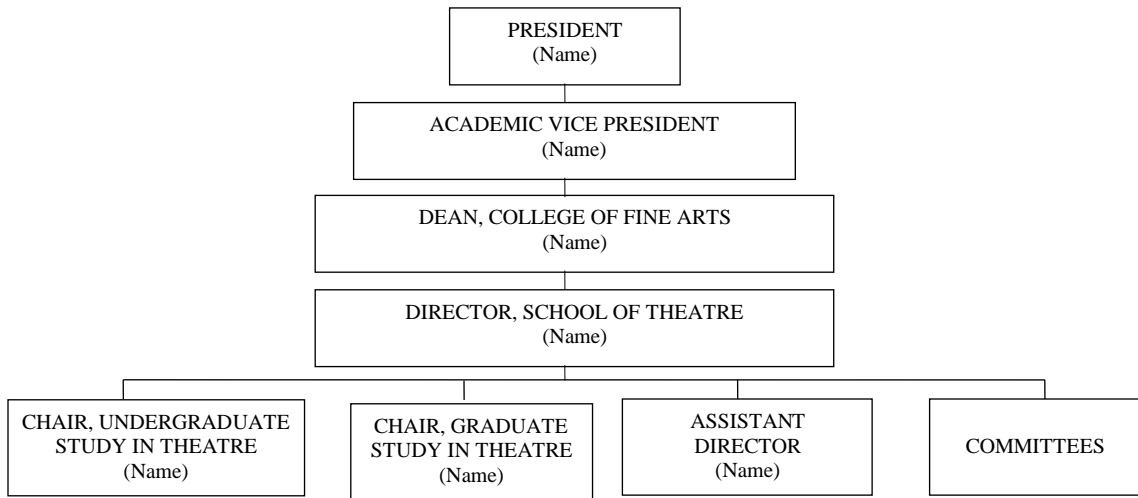 PRESIDENT
(Name)
ACADEMIC VICE PRESIDENT
(Name)
DEAN, COLLEGE OF FINE ARTS
(Name)
DIRECTOR, SCHOOL OF THEATRE
(Name)
CHAIR, UNDERGRADUATE
STUDY IN THEATRE
(Name)
CHAIR, GRADUATE
STUDY IN THEATRE
(Name)
ASSISTANT
DIRECTOR
(Name)
COMMITTEES